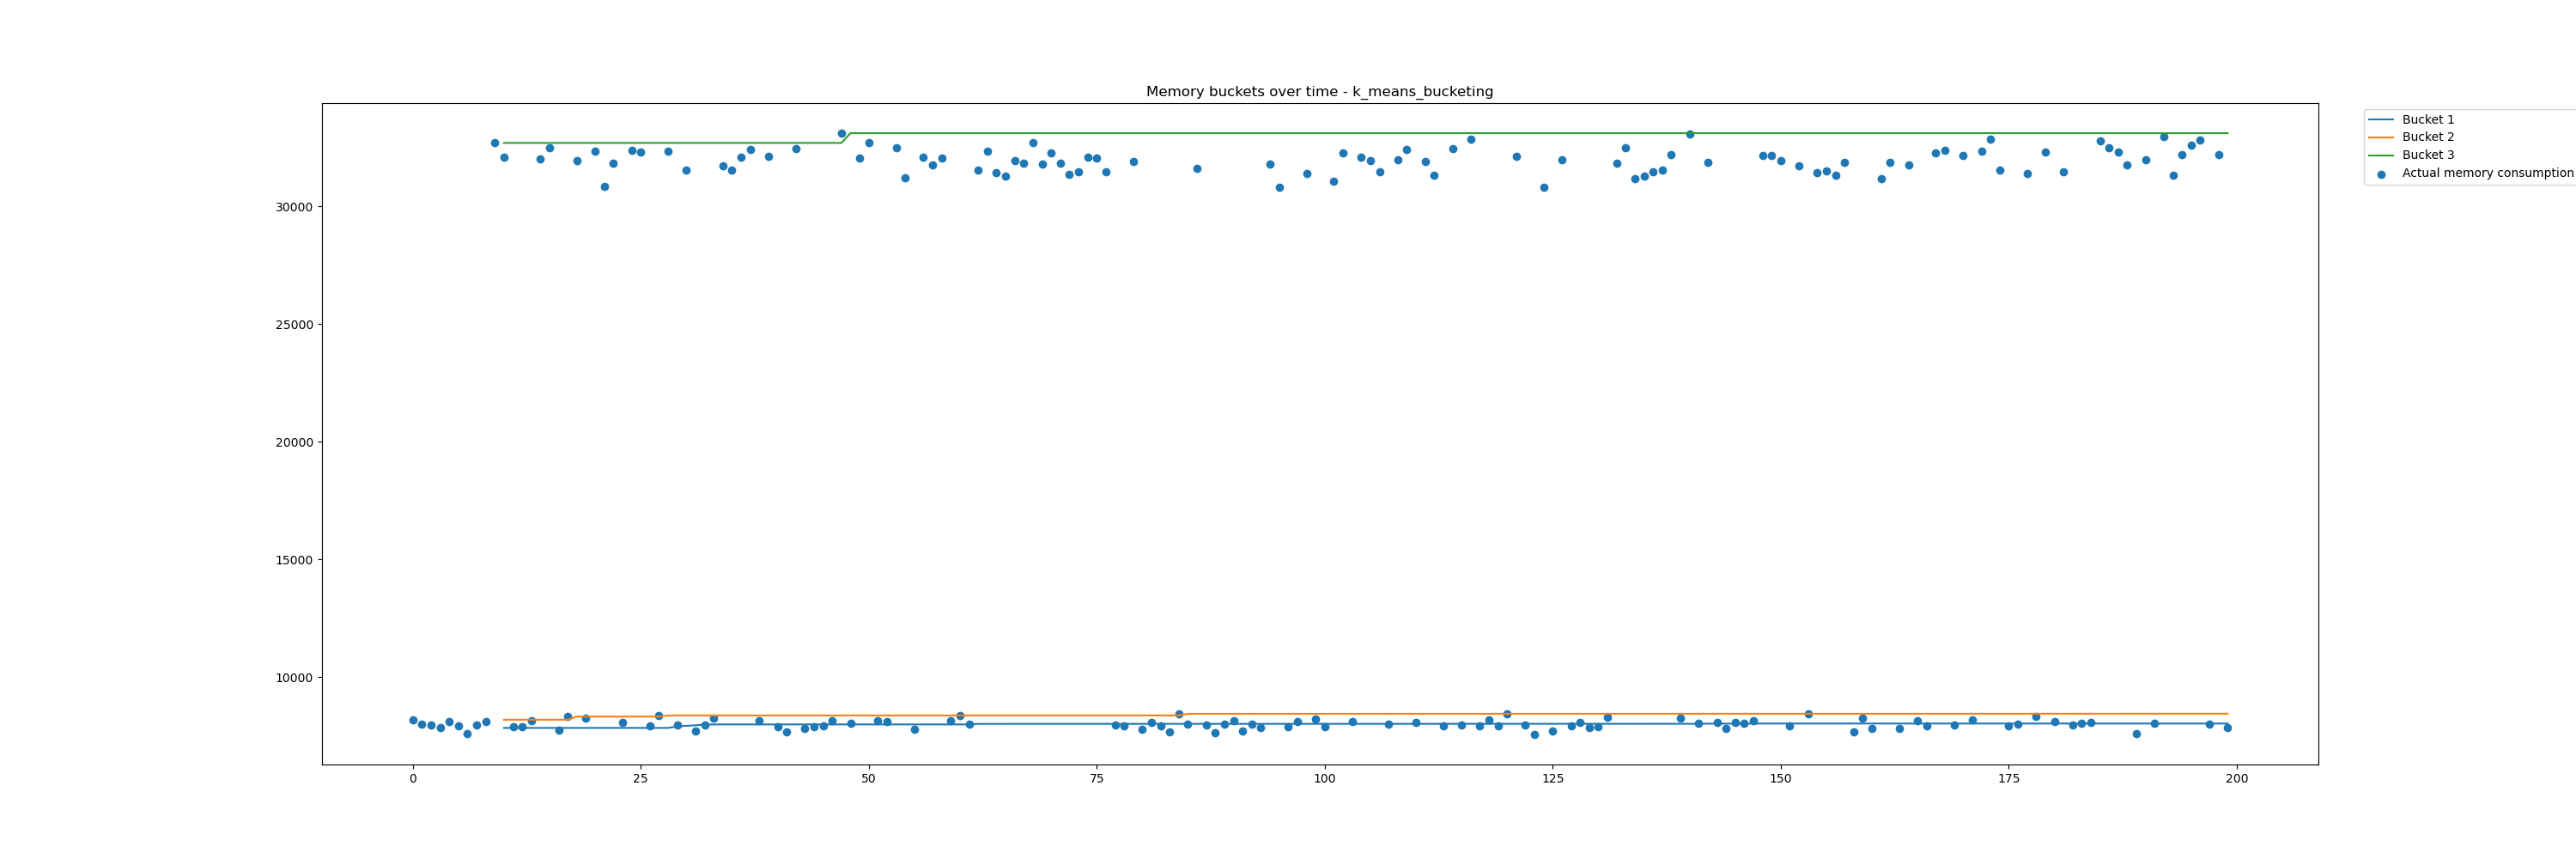 Memory buckets over time - k_means_bucketing
Bucket 1
Bucket 2
Bucket 3
Actual memory consumption
30000
25000
20000
15000
10000
0 25 50 75 100 125 150 175 200